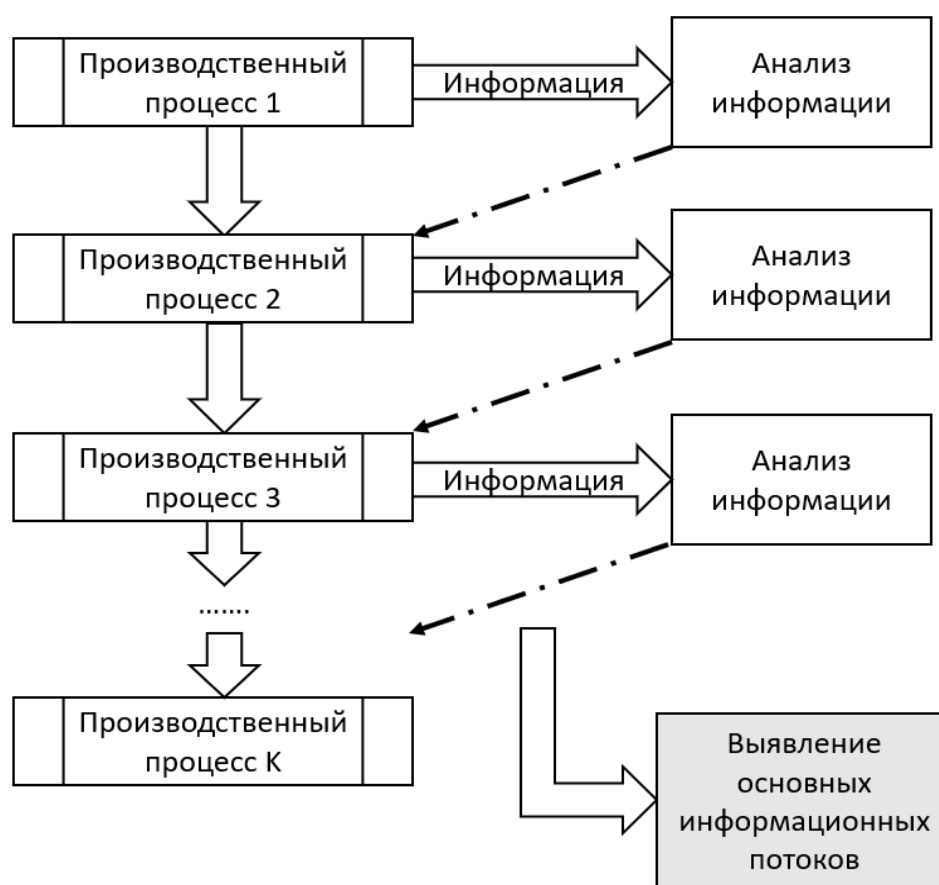 Производственный
процесс 1
Информация
Анализ
информации
Производственный
процесс 2
Информация
Анализ
информации
Производственный
процесс 3
Информация
Анализ
информации
.......
Производственный
процесс К
Выявление
основных
информационных
потоков